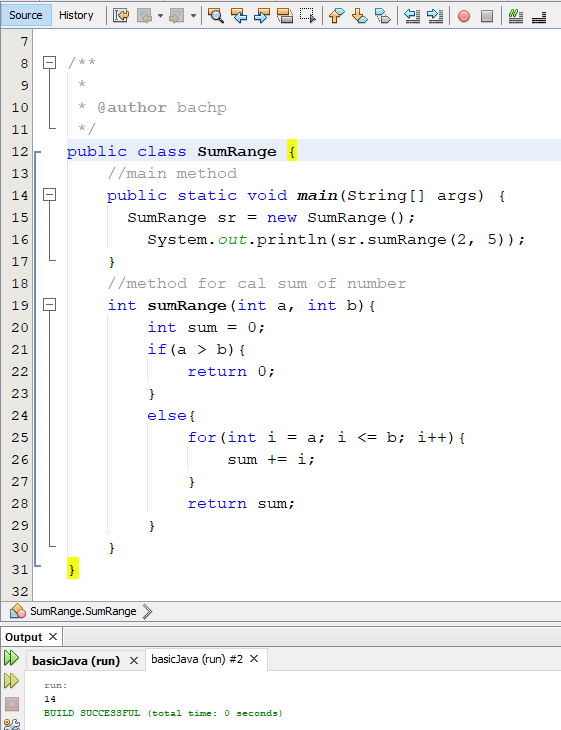 Source History
7
8 /**
9 *
10 * @author bachp
11 */
12 public class SumRange {
13 //main method
14 public static void main(String[] args) {
15 SumRange sr = new SumRange();
16 System.out.println(sr.sumRange(2, 5));
17 }
18 //method for cal sum of number
19 int sumRange(int a, int b){
20 int sum = 0;
21 if(a > b){
22 return 0;
23 }
24 else{
25 for(int i = a; i <= b; i++){
26 sum += i;
27 }
28 return sum;
29 }
30 }
31 }
32
SumRange.SumRange
Output
basicJava (run) basicJava (run) #2
run:
14
BUILD SUCCESSFUL (total time: 0 seconds)